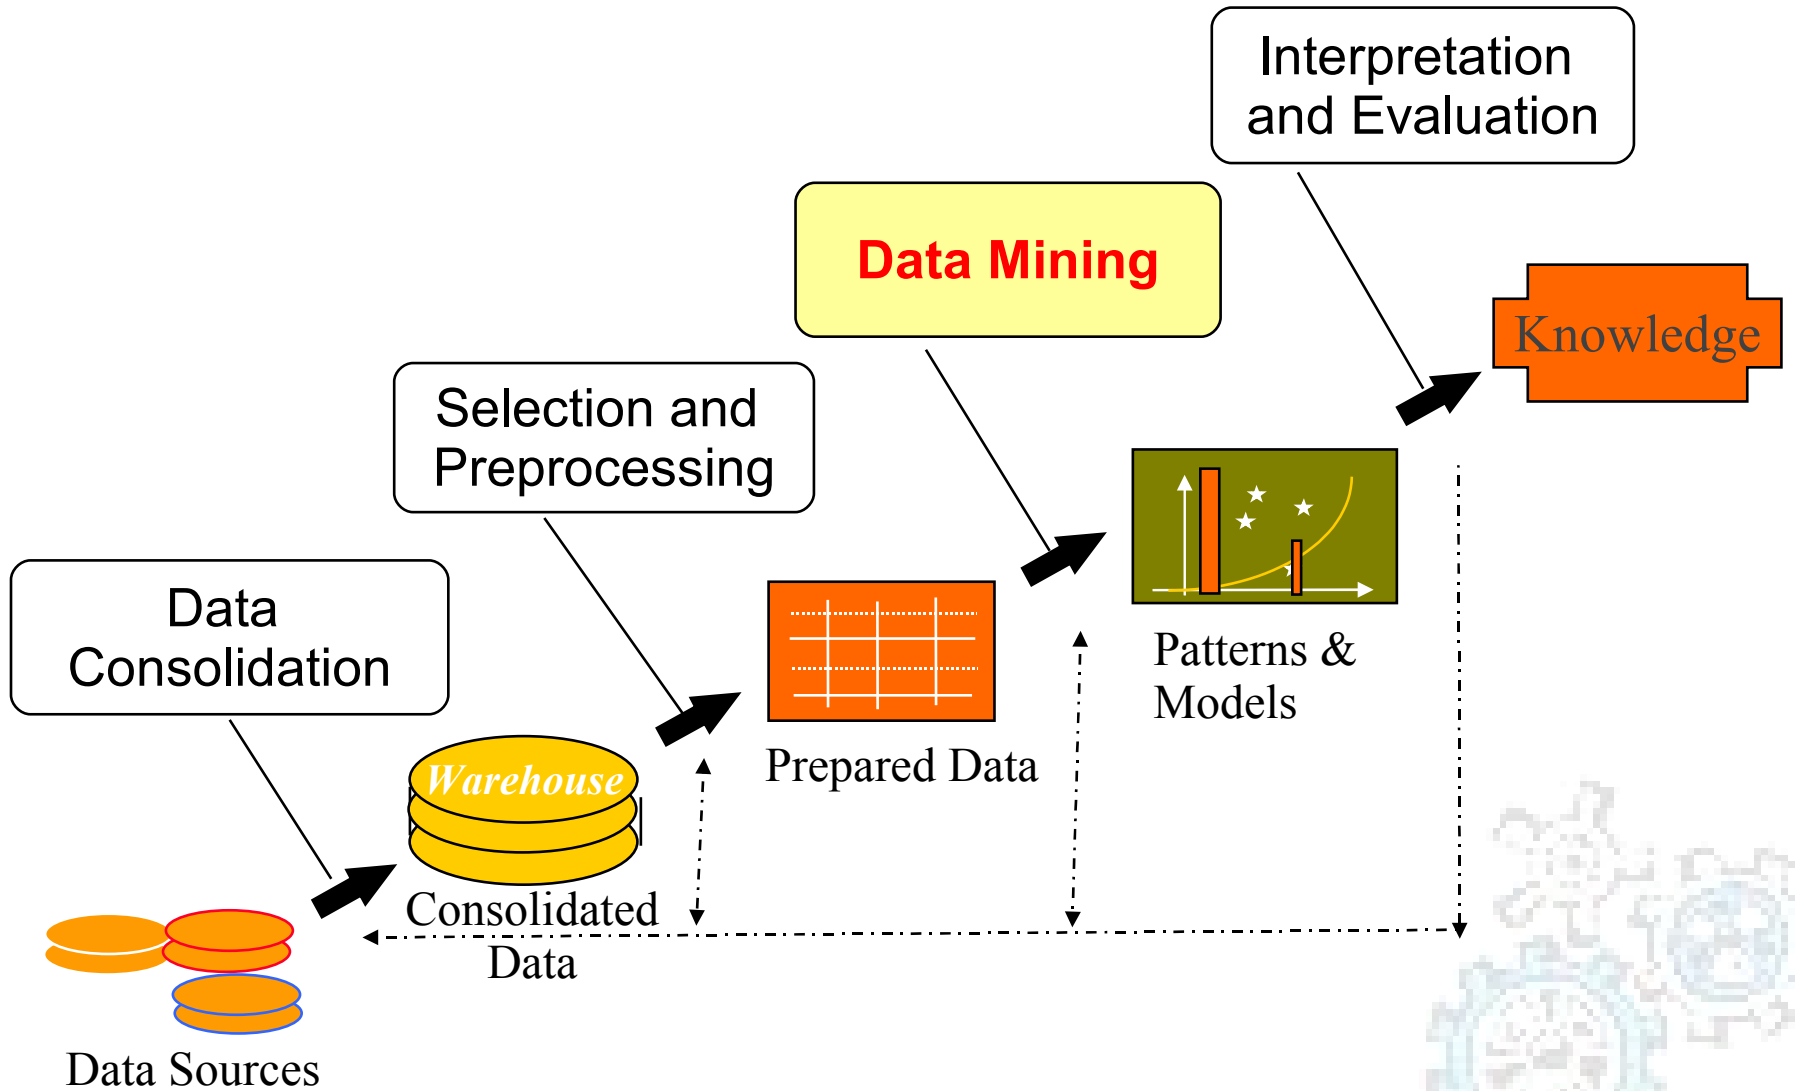 Interpretation
and Evaluation
Data Mining
Knowledge
Selection and
Preprocessing
Patterns &
Models
Data
Consolidation
Prepared Data
Warehouse
Consolidated
Data
Data Sources